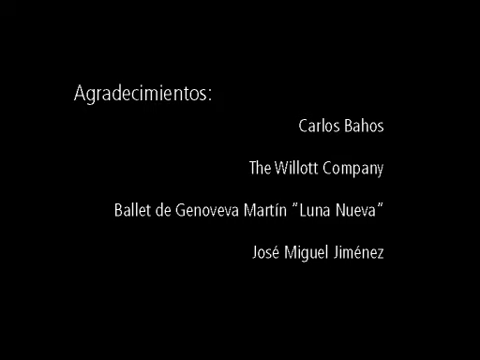 Agradecimientos:
Carlos Bahos
The Willott Company
Ballet de Genoveva Martín “Luna Nueva”
José Miguel Jiménez